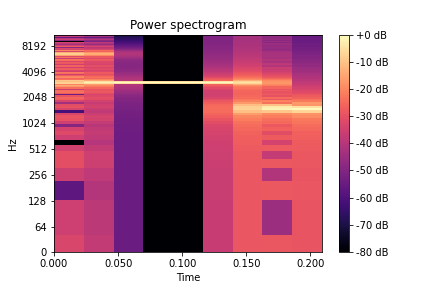 Power spectrogram
8192
4096
2048
1024
512
256
128
64
0
Hz
0.000 0.050 0.100 0.150 0.200
Time
+0 dB
-10 dB
-20 dB
-30 dB
-40 dB
-50 dB
-60 dB
-70 dB
-80 dB